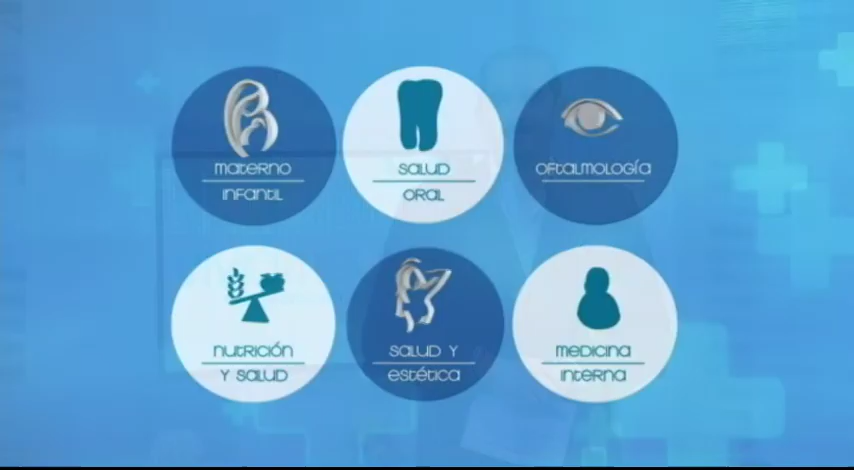 MATERNO
INFANTIL
SALUD
ORAL
OFTALMOLOGÍA
NUTRICIÓN
Y SALUD
SALUD Y
ESTÉTICA
MEDICINA
INTERNA